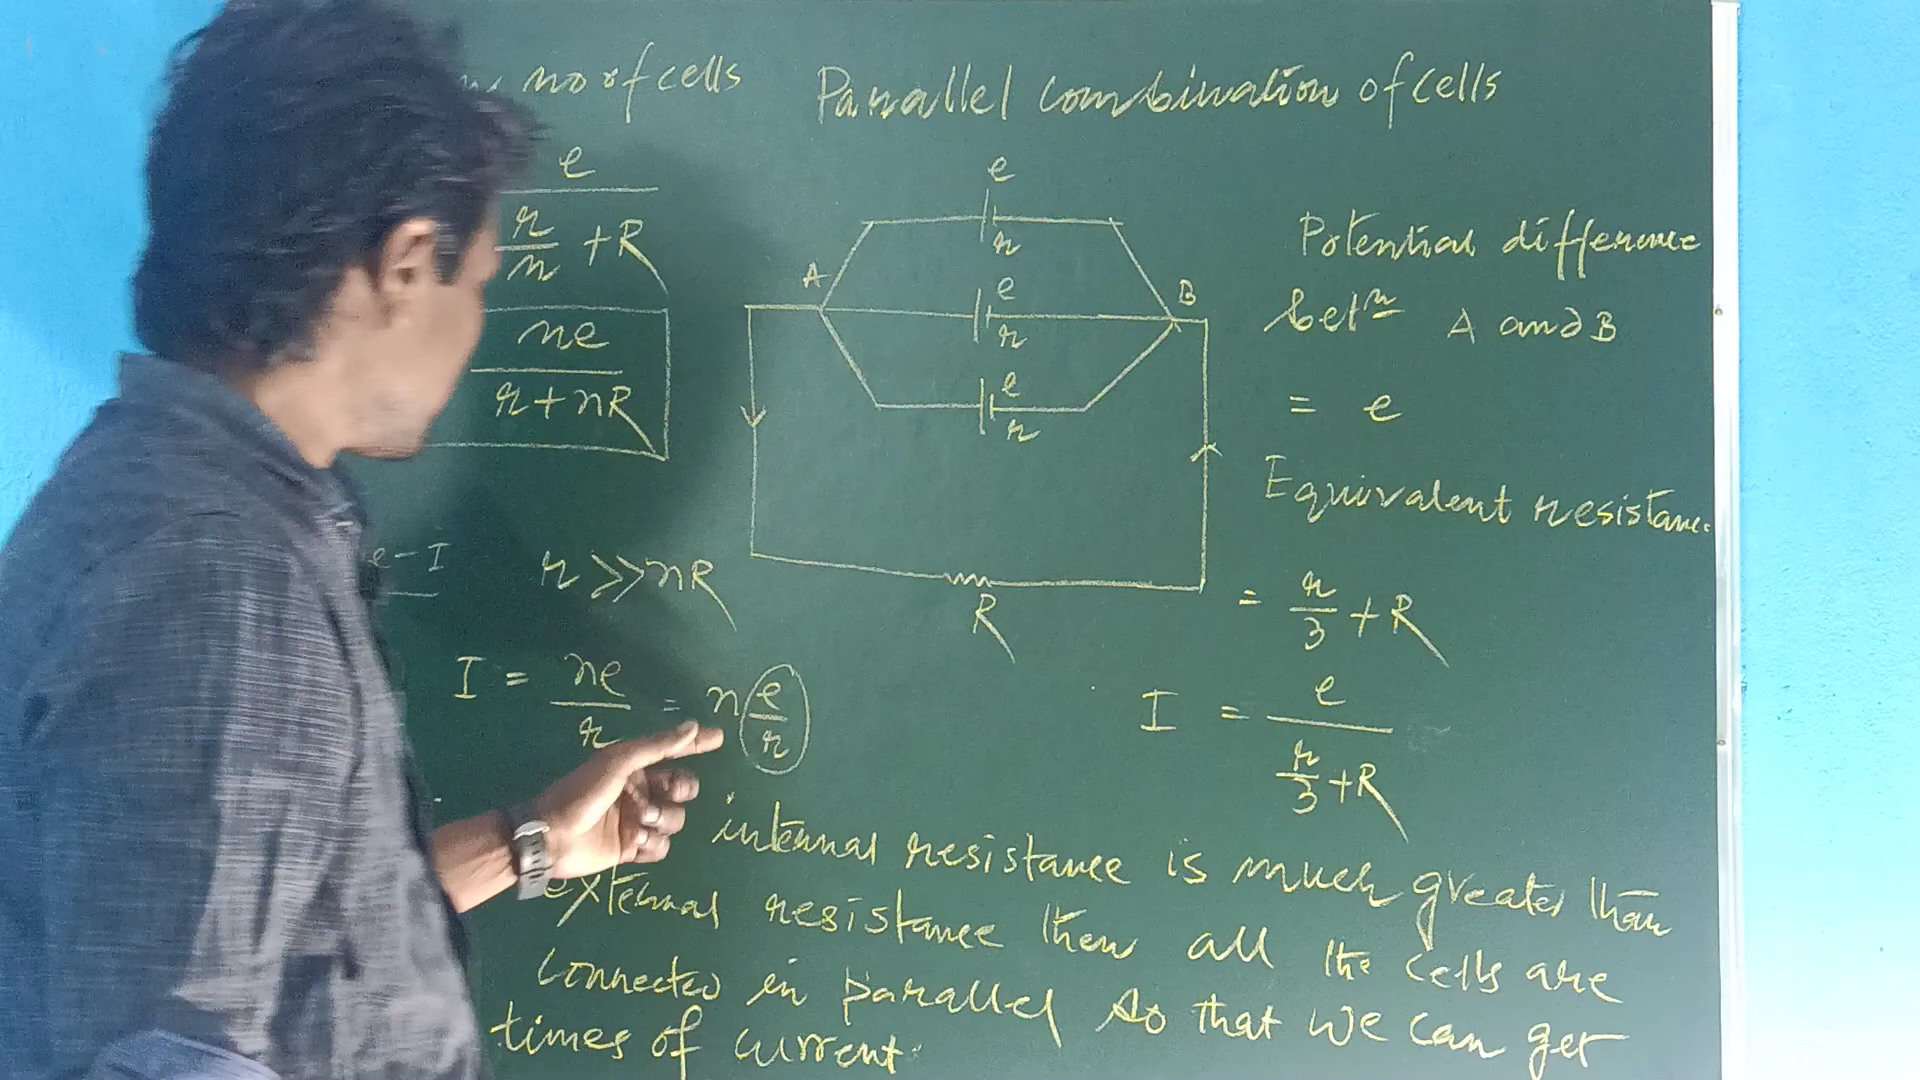 no of cells
e
r/n + R
ne
r + nR
e - I
r >> nR
I = ne/r = n e/r
Parallel combination of cells
e
r
A
e
B
r
e
r
R
Potential difference
betn A and B
= e
Equivalent resistance
= r/3 + R
I = e / (r/3 + R)
internal resistance is much greater than
external resistance then all the cells are
connected in parallel so that we can get
times of current.